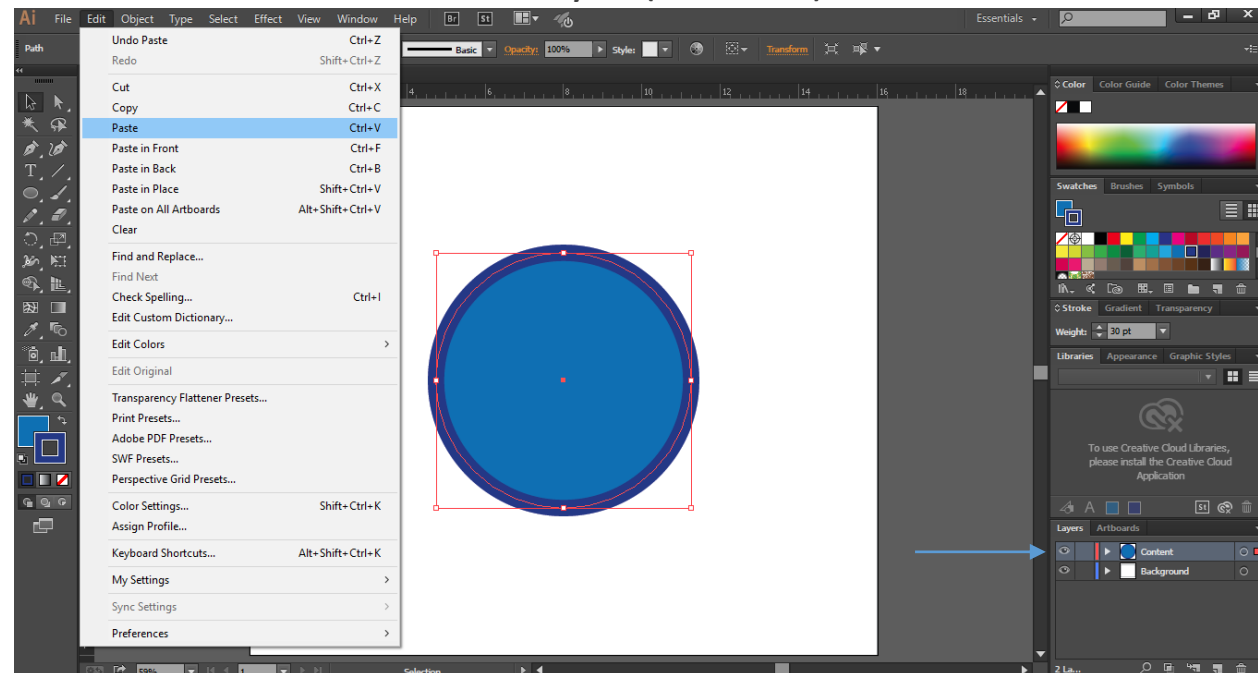 Ai File Edit Object Type Select Effect View Window Help Br St Essentials
Path Basic Opacity: 100% Style: Transform
Undo Paste Ctrl+Z
Redo Shift+Ctrl+Z
Cut Ctrl+X
Copy Ctrl+C
Paste Ctrl+V
Paste in Front Ctrl+F
Paste in Back Ctrl+B
Paste in Place Shift+Ctrl+V
Paste on All Artboards Alt+Shift+Ctrl+V
Clear
Find and Replace...
Find Next
Check Spelling... Ctrl+I
Edit Custom Dictionary...
Edit Colors
Edit Original
Transparency Flattener Presets...
Print Presets...
Adobe PDF Presets...
SWF Presets...
Perspective Grid Presets...
Color Settings... Shift+Ctrl+K
Assign Profile...
Keyboard Shortcuts... Alt+Shift+Ctrl+K
My Settings
Sync Settings
Preferences
4 6 8 10 12 14 16 18
Color Color Guide Color Themes
Swatches Brushes Symbols
Stroke Gradient Transparency
Weight: 30 pt
Libraries Appearance Graphic Styles
To use Creative Cloud Libraries,
please install the Creative Cloud
Application
St
Layers Artboards
Content
Background
59% 1 Selection
2 La...